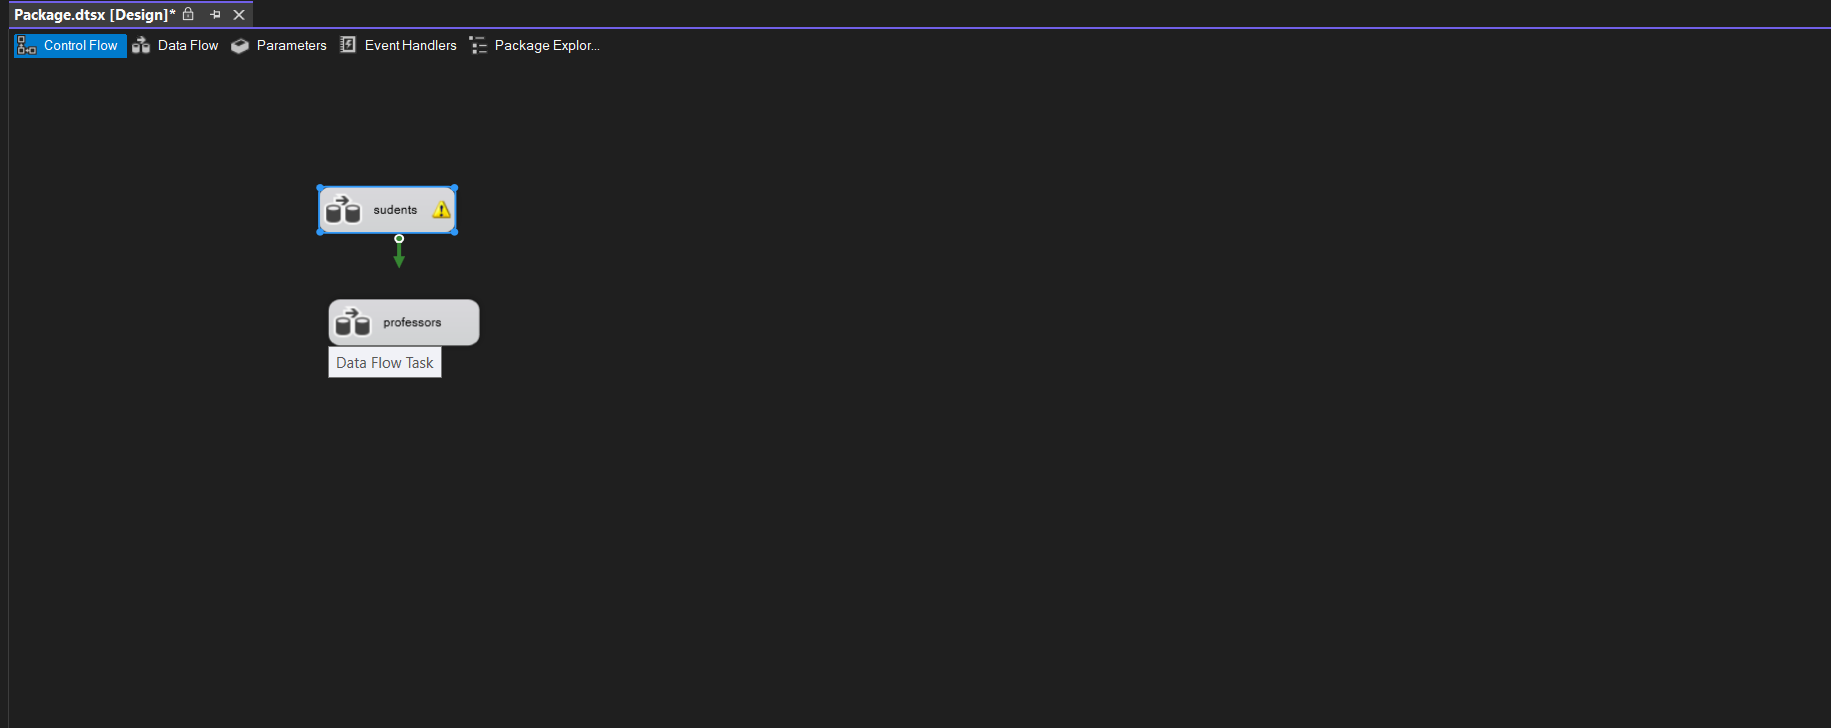 Package.dtsx [Design]*
Control Flow Data Flow Parameters Event Handlers Package Explor...
sudents
professors
Data Flow Task